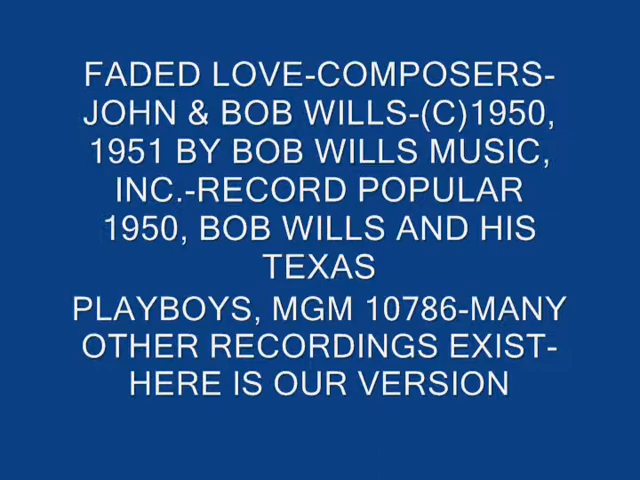 FADED LOVE-COMPOSERS-
JOHN & BOB WILLS-(C)1950,
1951 BY BOB WILLS MUSIC,
INC.-RECORD POPULAR
1950, BOB WILLS AND HIS
TEXAS
PLAYBOYS, MGM 10786-MANY
OTHER RECORDINGS EXIST-
HERE IS OUR VERSION